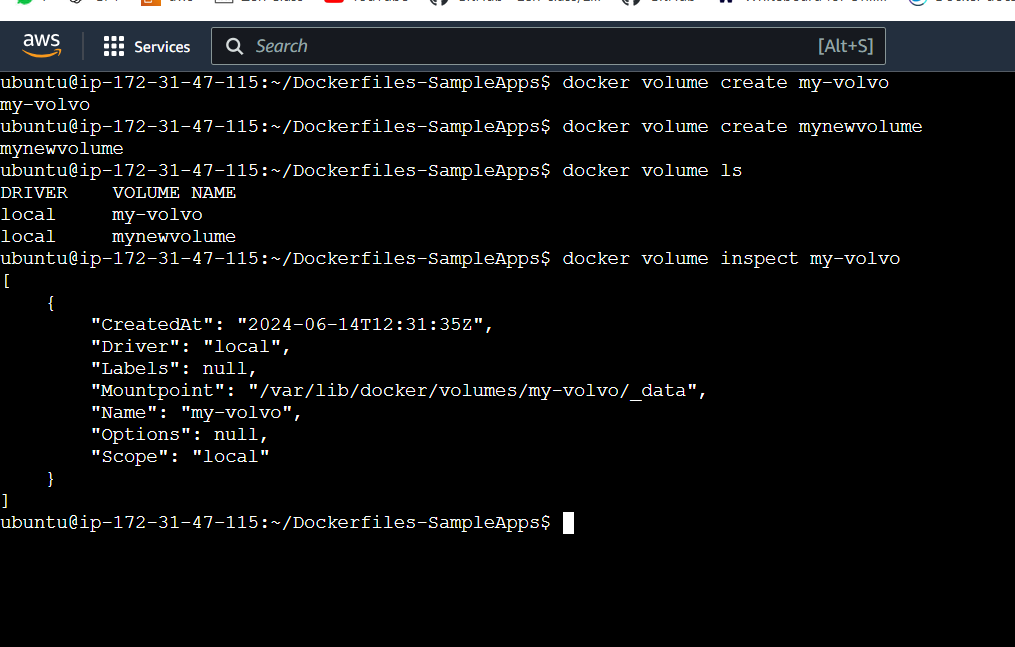 YouTube
aws
Services
Search
[Alt+S]
ubuntu@ip-172-31-47-115:~/Dockerfiles-SampleApps$ docker volume create my-volvo
my-volvo
ubuntu@ip-172-31-47-115:~/Dockerfiles-SampleApps$ docker volume create mynewvolume
mynewvolume
ubuntu@ip-172-31-47-115:~/Dockerfiles-SampleApps$ docker volume ls
DRIVER    VOLUME NAME
local     my-volvo
local     mynewvolume
ubuntu@ip-172-31-47-115:~/Dockerfiles-SampleApps$ docker volume inspect my-volvo
[
    {
        "CreatedAt": "2024-06-14T12:31:35Z",
        "Driver": "local",
        "Labels": null,
        "Mountpoint": "/var/lib/docker/volumes/my-volvo/_data",
        "Name": "my-volvo",
        "Options": null,
        "Scope": "local"
    }
]
ubuntu@ip-172-31-47-115:~/Dockerfiles-SampleApps$